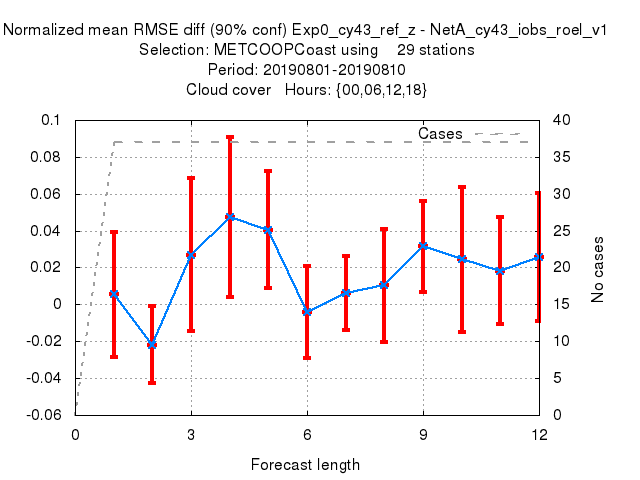 Normalized mean RMSE diff (90% conf) Exp0_cy43_ref_z - NetA_cy43_iobs_roel_v1
Selection: METCOOPCoast using 29 stations
Period: 20190801-20190810
Cloud cover Hours: {00,06,12,18}
Cases
0.1
0.08
0.06
0.04
0.02
0
-0.02
-0.04
-0.06
40
35
30
25
20
15
10
5
0
No cases
0 3 6 9 12
Forecast length